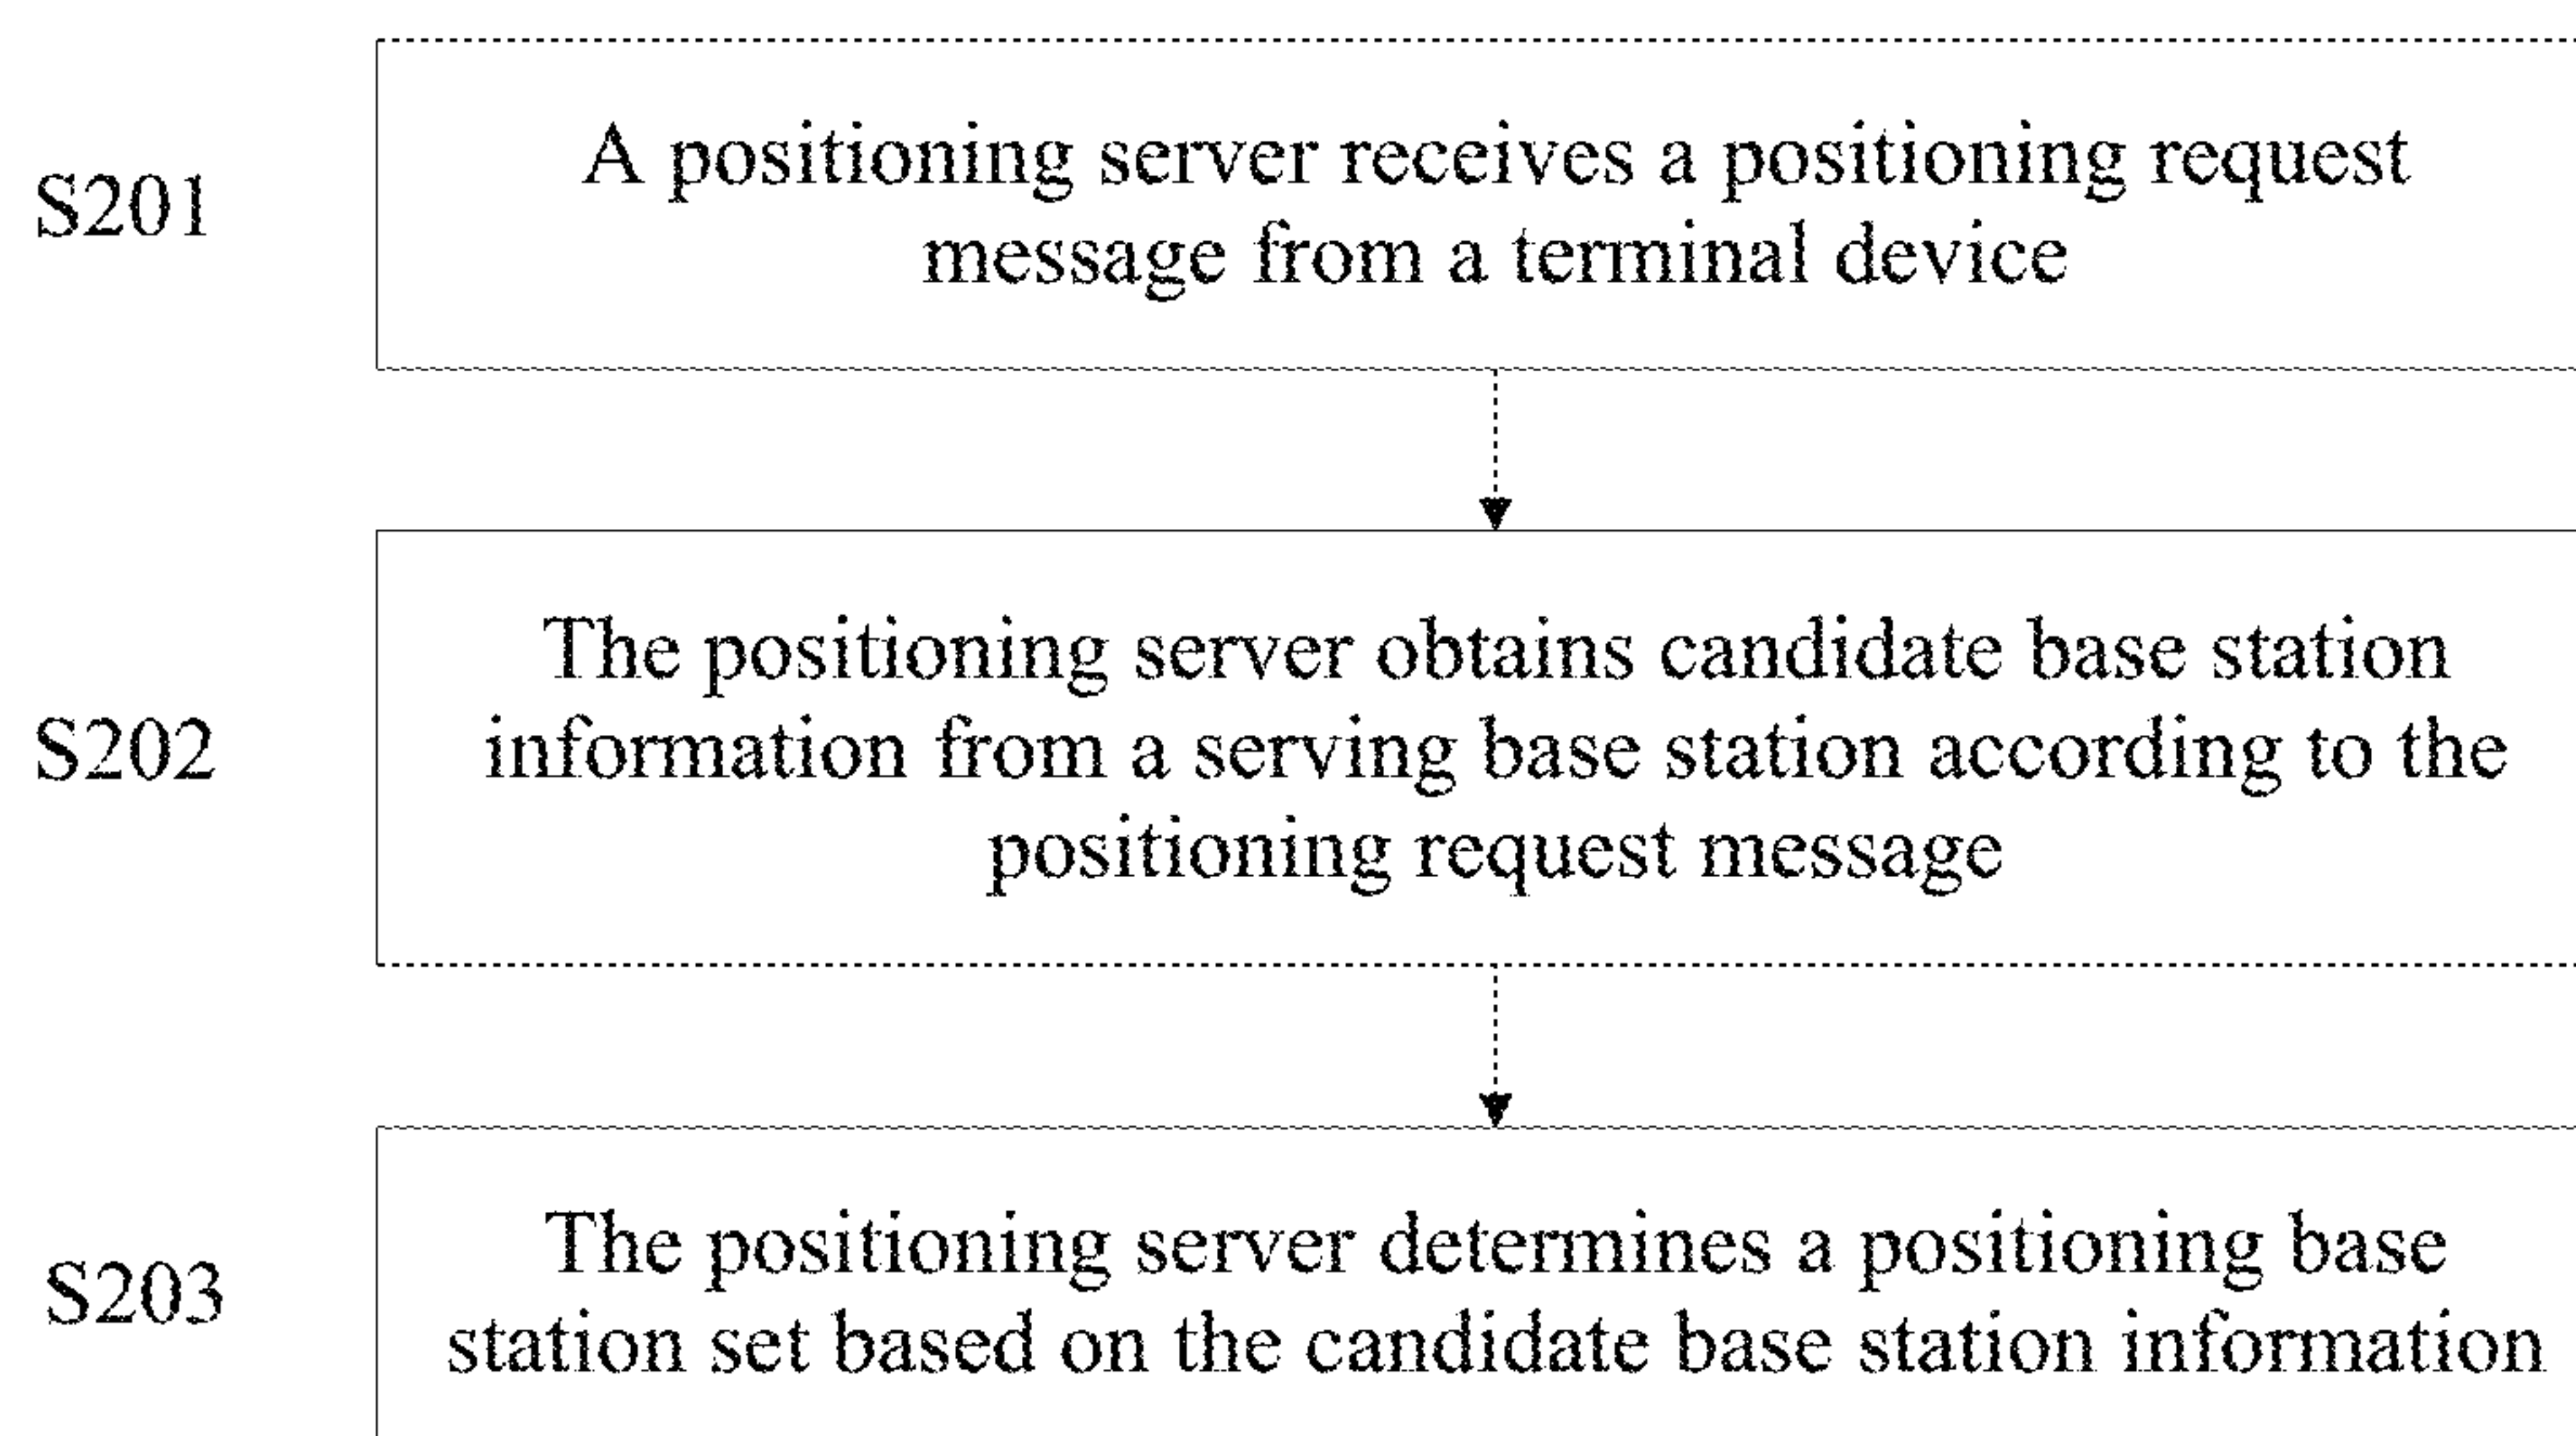 S201
A positioning server receives a positioning request
message from a terminal device
S202
The positioning server obtains candidate base station
information from a serving base station according to the
positioning request message
S203
The positioning server determines a positioning base
station set based on the candidate base station information